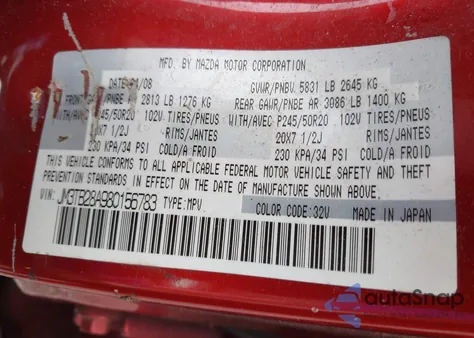 MFD. BY MAZDA MOTOR CORPORATION
DATE: 01/08 GVWR/PNBV 5831 LB 2645 KG
FRONT GAWR/PNBE AV 2813 LB 1276 KG REAR GAWR/PNBE AR 3086 LB 1400 KG
WITH/AVEC P245/50R20 102V TIRES/PNEUS WITH/AVEC P245/50R20 102V TIRES/PNEUS
20X7 1/2J RIMS/JANTES 20X7 1/2J RIMS/JANTES
230 KPA/34 PSI COLD/A FROID 230 KPA/34 PSI COLD/A FROID
THIS VEHICLE CONFORMS TO ALL APPLICABLE FEDERAL MOTOR VEHICLE SAFETY AND THEFT
PREVENTION STANDARDS IN EFFECT ON THE DATE OF MANUFACTURE SHOWN ABOVE.
VIN: JM3TB28A980156783 TYPE: MPV COLOR CODE: 32V MADE IN JAPAN
autoSnap